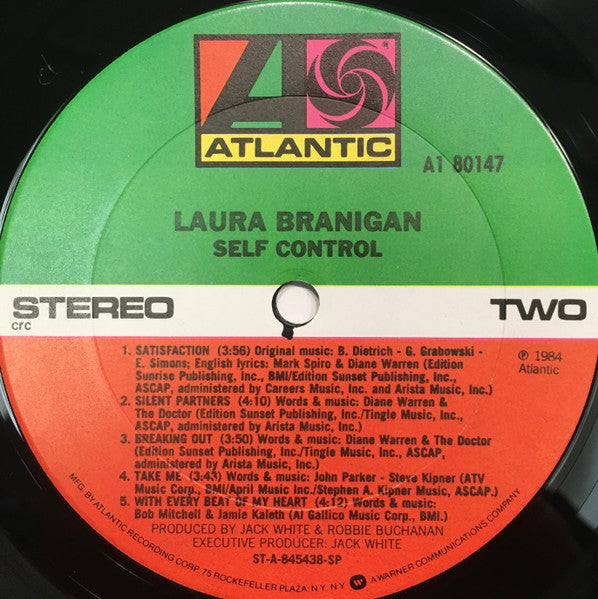 ATLANTIC
A1 80147
LAURA BRANIGAN
SELF CONTROL
STEREO
TWO
crc
℗ 1984
Atlantic
1. SATISFACTION (3:56) Original music: B. Dietrich - G. Grabowski -
E. Simons; English lyrics: Mark Spiro & Diane Warren (Edition
Sunrise Publishing, Inc., BMI/Edition Sunset Publishing, Inc.,
ASCAP, administered by Careers Music, Inc. and Arista Music, Inc.)
2. SILENT PARTNERS (4:10) Words & music: Diane Warren &
The Doctor (Edition Sunset Publishing, Inc./Tingle Music, Inc.,
ASCAP, administered by Arista Music, Inc.)
3. BREAKING OUT (3:50) Words & music: Diane Warren & The Doctor
(Edition Sunset Publishing, Inc./Tingle Music, Inc., ASCAP,
administered by Arista Music, Inc.)
4. TAKE ME (3:43) Words & music: John Parker - Steve Kipner (ATV
Music Corp., BMI/April Music Inc./Stephen A. Kipner Music, ASCAP.)
5. WITH EVERY BEAT OF MY HEART (4:12) Words & music:
Bob Mitchell & Jamie Kaleth (Al Gallico Music Corp., BMI.)
PRODUCED BY JACK WHITE & ROBBIE BUCHANAN
EXECUTIVE PRODUCER: JACK WHITE
ST-A-845438-SP
MFG. BY ATLANTIC RECORDING CORP. 75 ROCKEFELLER PLAZA. N.Y. N.Y. A WARNER COMMUNICATIONS COMPANY